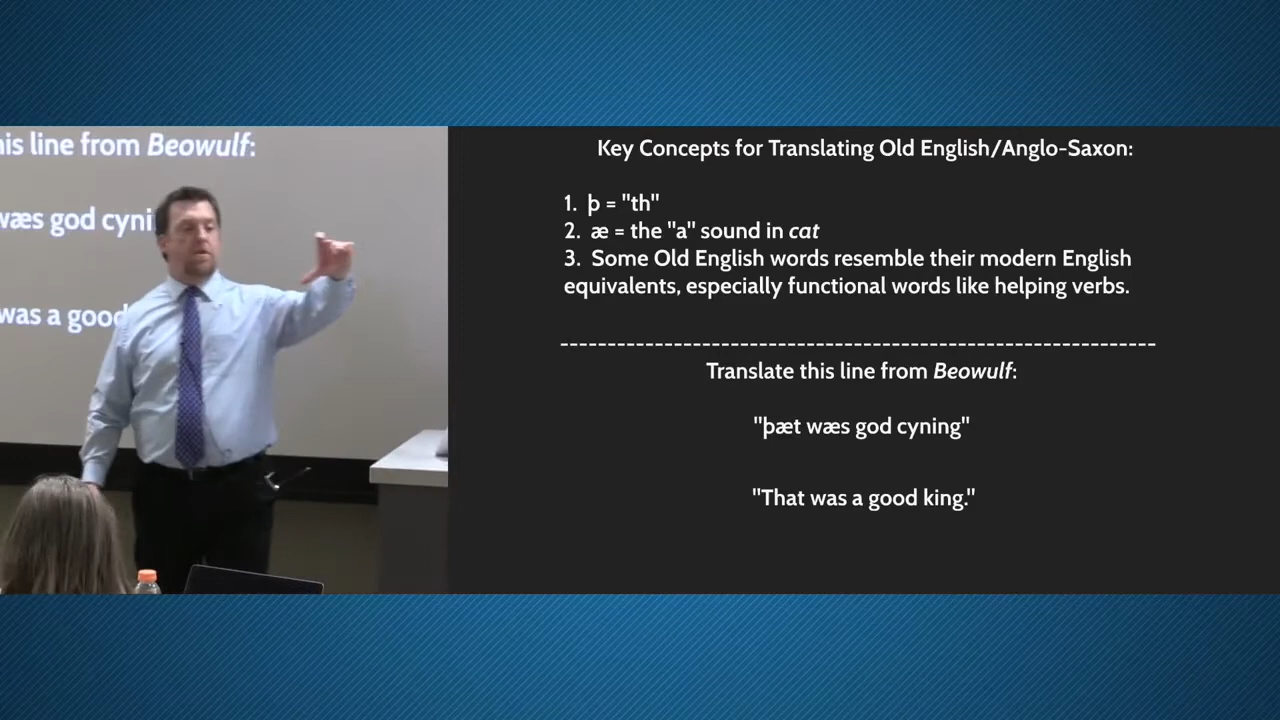 his line from Beowulf:
wæs god cyni
was a good
Key Concepts for Translating Old English/Anglo-Saxon:
1. þ = "th"
2. æ = the "a" sound in cat
3. Some Old English words resemble their modern English
equivalents, especially functional words like helping verbs.
------------------------------------------------------------
Translate this line from Beowulf:
"þæt wæs god cyning"
"That was a good king."